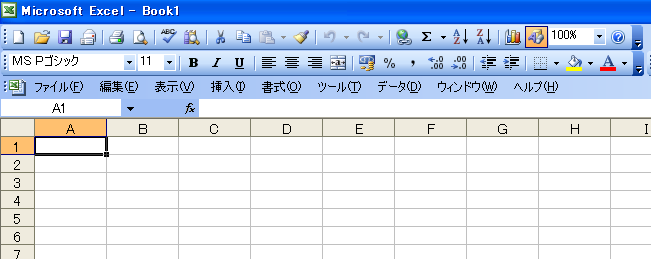 Microsoft Excel - Book1
ABC Σ A Z Z A 100%
MS Pゴシック 11 B I U % , A
ファイル(F) 編集(E) 表示(V) 挿入(I) 書式(O) ツール(T) データ(D) ウィンドウ(W) ヘルプ(H)
A1 fx
A B C D E F G H I
1
2
3
4
5
6
7